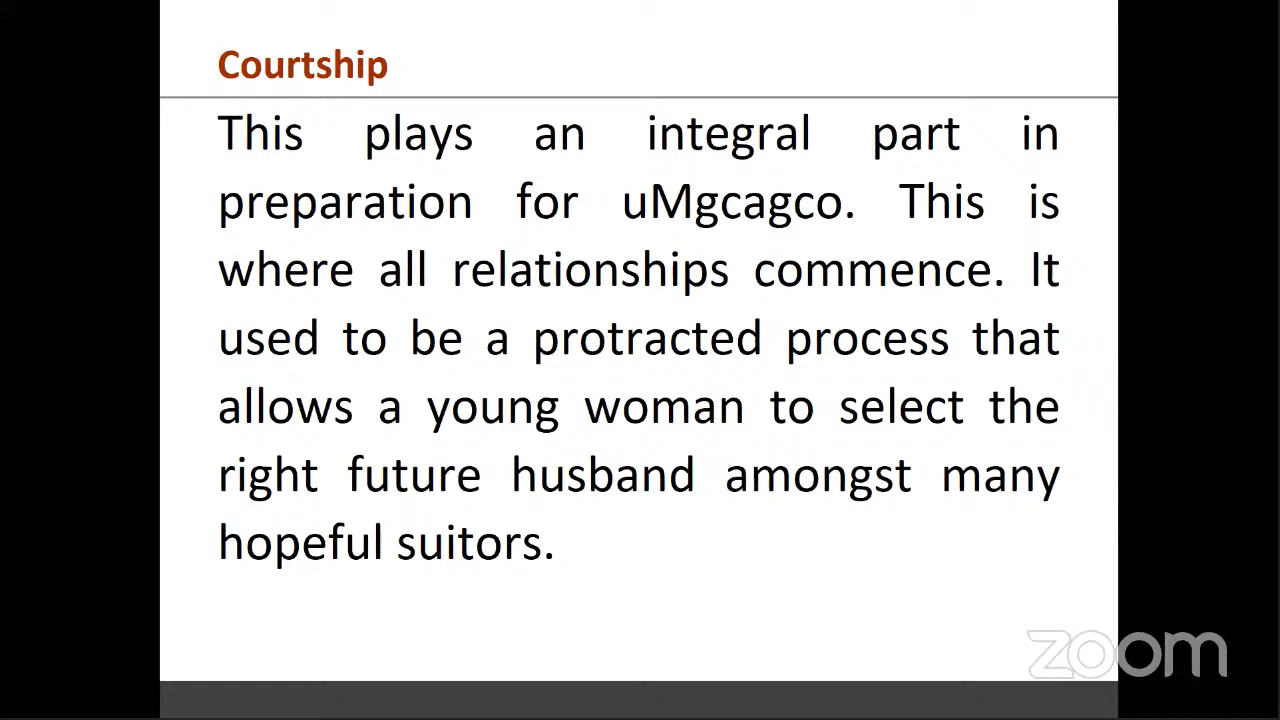 Courtship
This plays an integral part in
preparation for uMgcagco. This is
where all relationships commence. It
used to be a protracted process that
allows a young woman to select the
right future husband amongst many
hopeful suitors.
zoom